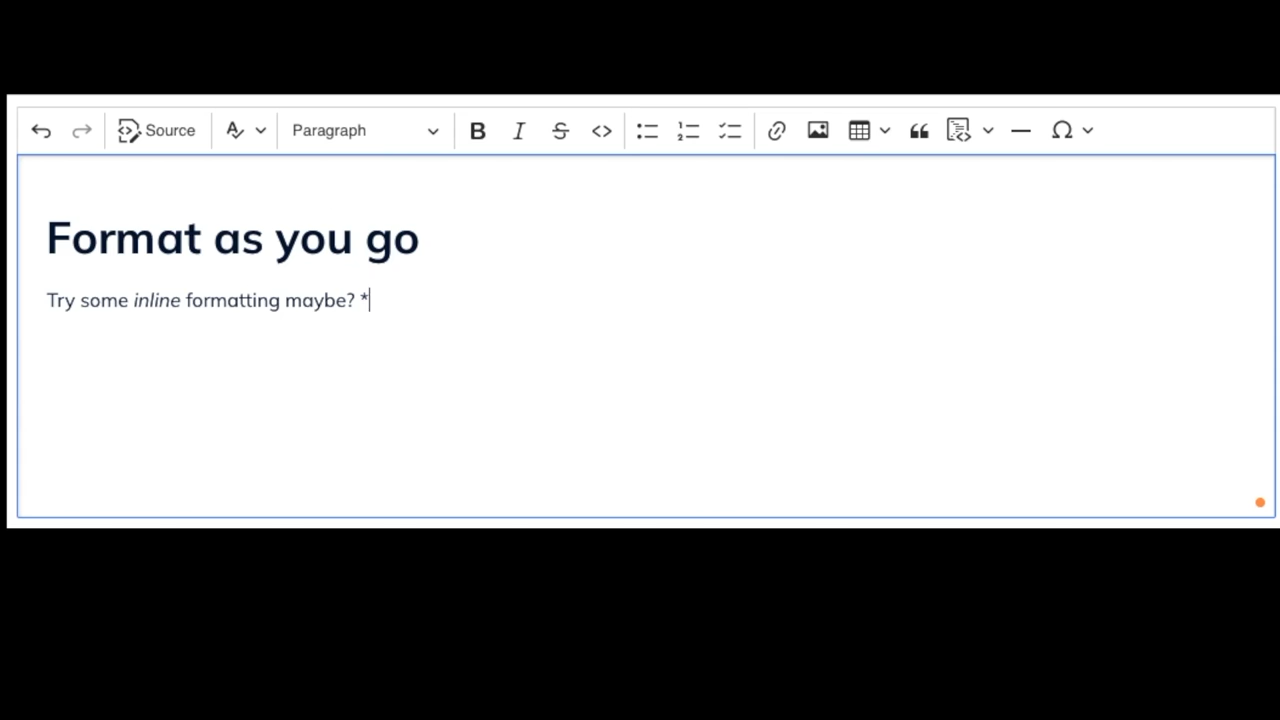 Source
Paragraph
B
I
S
Format as you go
Try some inline formatting maybe? *